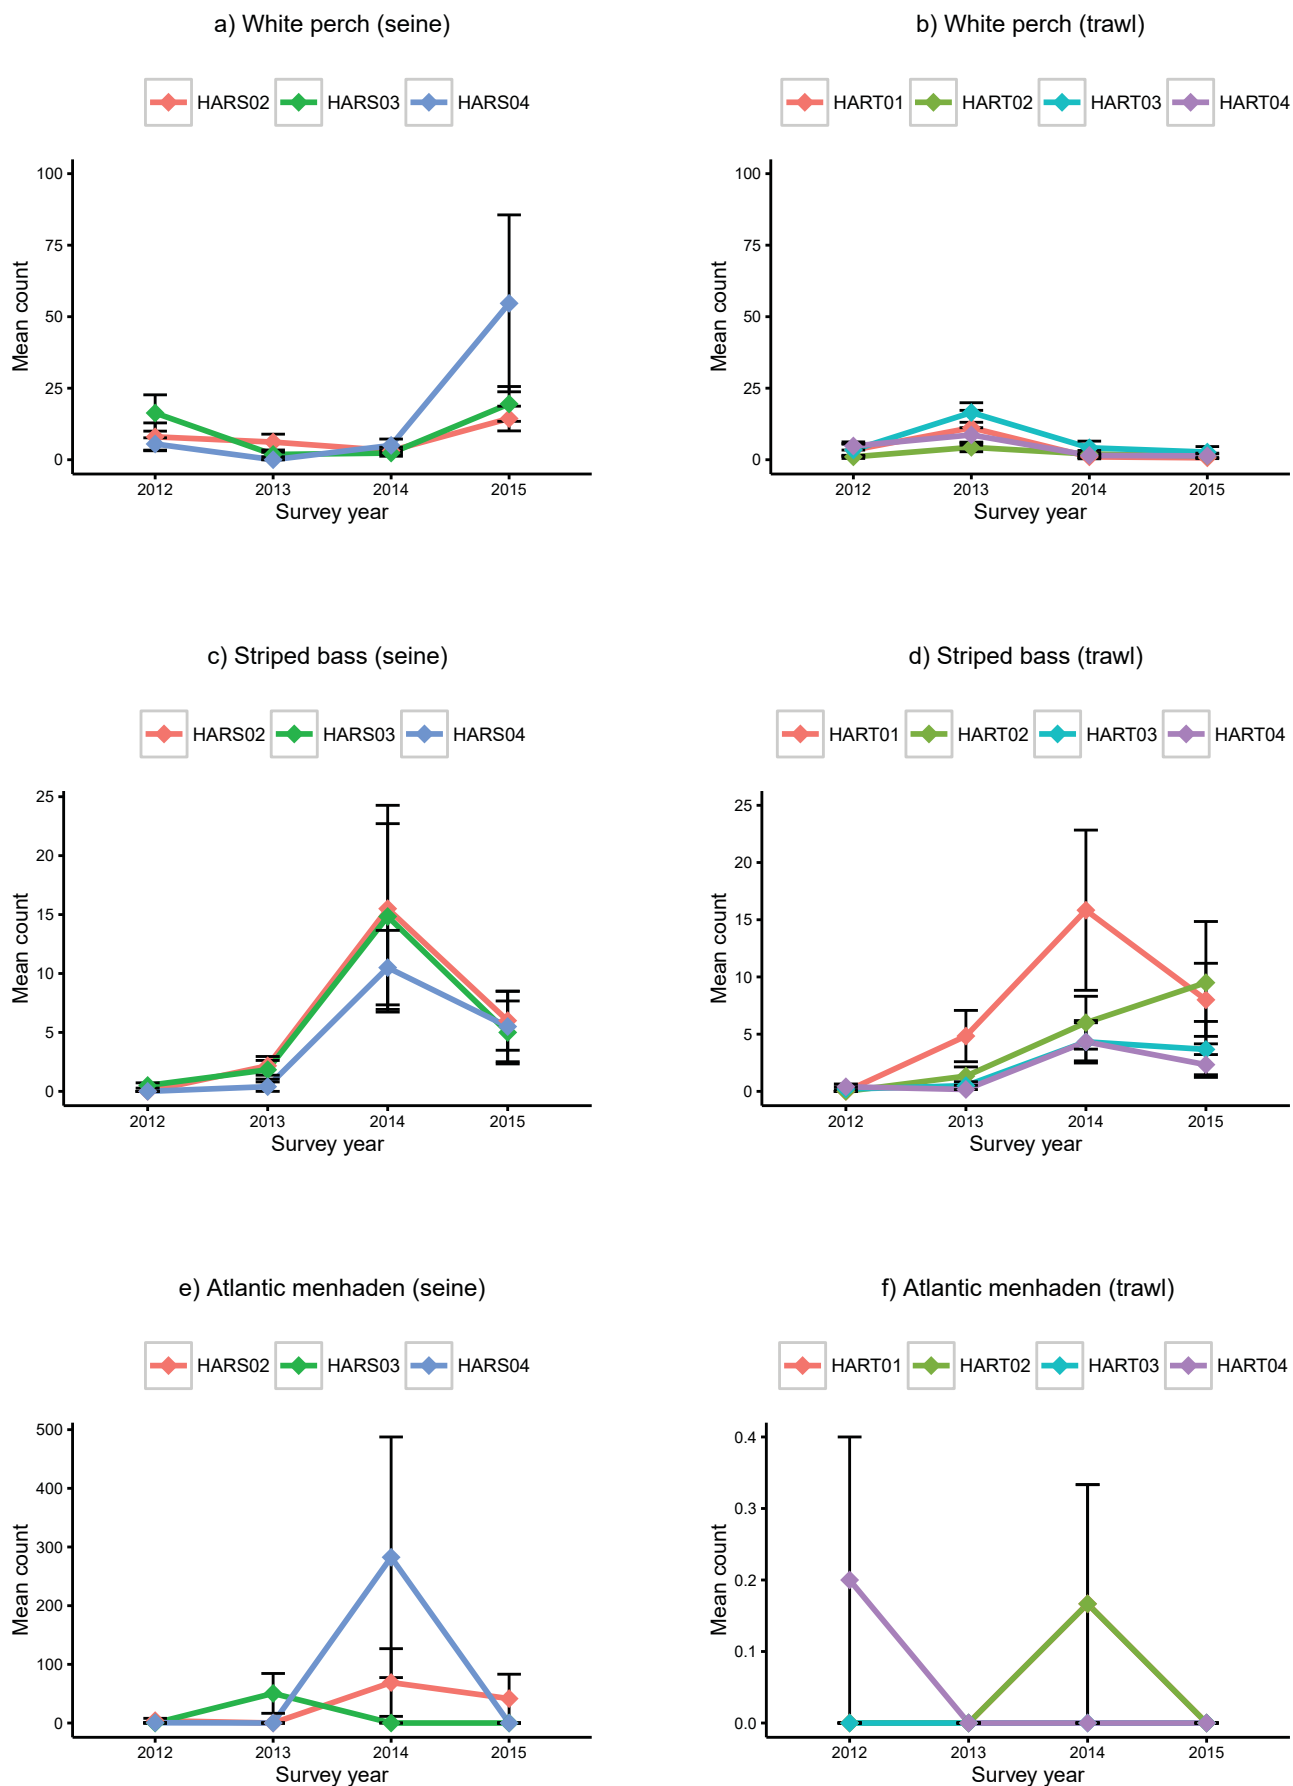 a) White perch (seine)
HARS02 HARS03 HARS04
Mean count
100
75
50
25
0
2012 2013 2014 2015
Survey year
b) White perch (trawl)
HART01 HART02 HART03 HART04
Mean count
100
75
50
25
0
2012 2013 2014 2015
Survey year
c) Striped bass (seine)
HARS02 HARS03 HARS04
Mean count
25
20
15
10
5
0
2012 2013 2014 2015
Survey year
d) Striped bass (trawl)
HART01 HART02 HART03 HART04
Mean count
25
20
15
10
5
0
2012 2013 2014 2015
Survey year
e) Atlantic menhaden (seine)
HARS02 HARS03 HARS04
Mean count
500
400
300
200
100
0
2012 2013 2014 2015
Survey year
f) Atlantic menhaden (trawl)
HART01 HART02 HART03 HART04
Mean count
0.4
0.3
0.2
0.1
0.0
2012 2013 2014 2015
Survey year